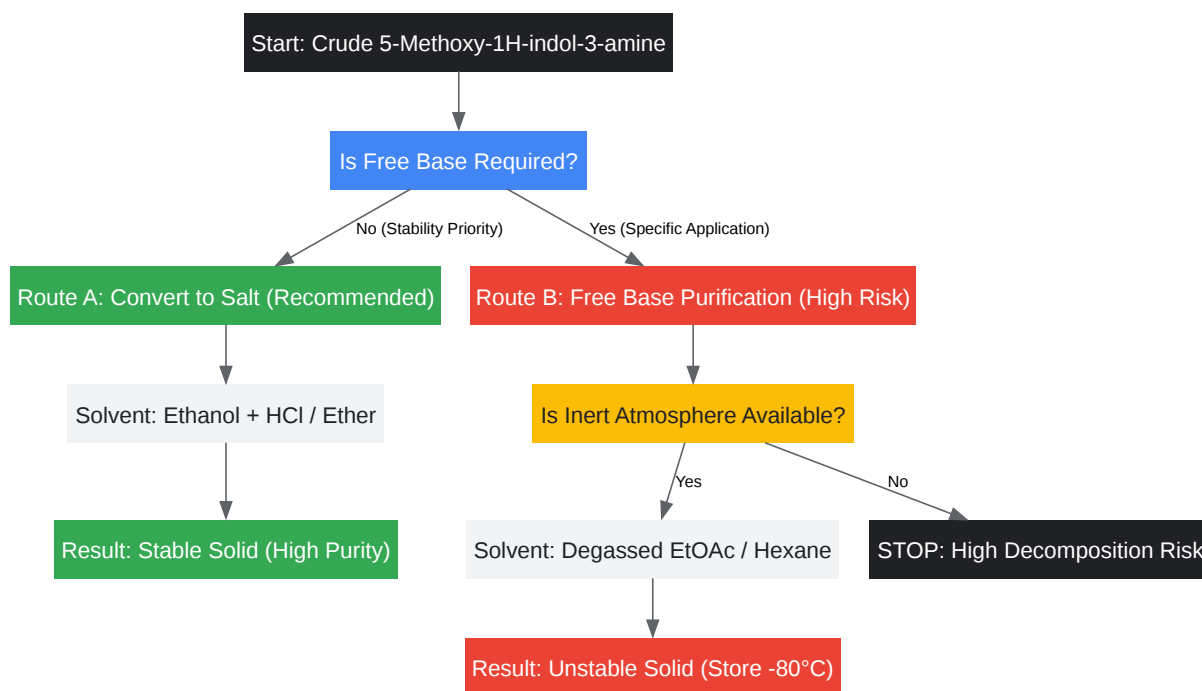 Start: Crude 5-Methoxy-1H-indol-3-amine
Is Free Base Required?
No (Stability Priority)
Yes (Specific Application)
Route A: Convert to Salt (Recommended)
Route B: Free Base Purification (High Risk)
Solvent: Ethanol + HCl / Ether
Is Inert Atmosphere Available?
Yes
No
Result: Stable Solid (High Purity)
Solvent: Degassed EtOAc / Hexane
STOP: High Decomposition Risk
Result: Unstable Solid (Store -80°C)